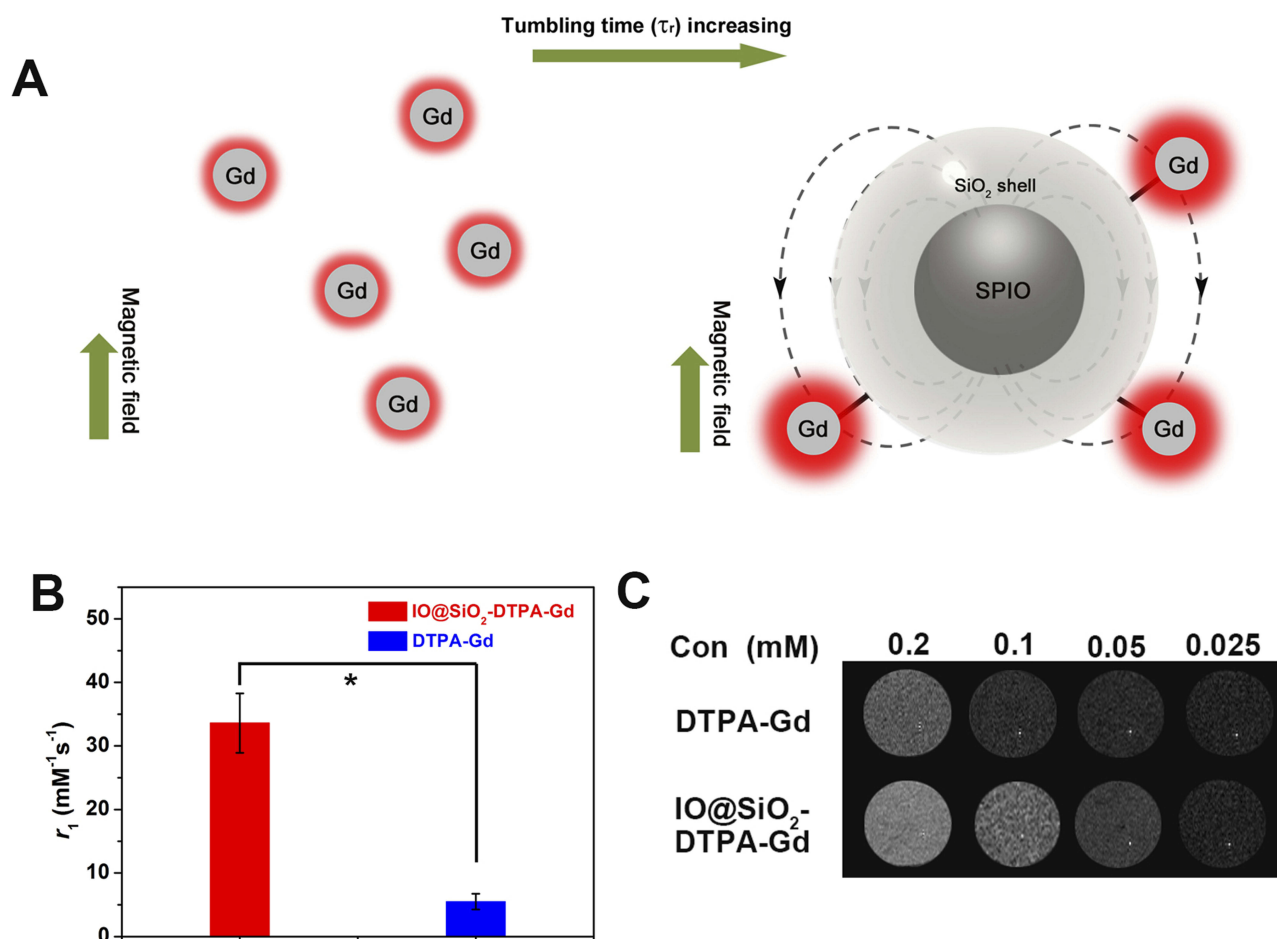 Tumbling time (τr) increasing
A
Gd
Gd
Gd
Gd
Gd
Magnetic field
SiO2 shell
SPIO
Gd
Gd
Gd
Magnetic field
B
IO@SiO2-DTPA-Gd
DTPA-Gd
*
r1 (mM-1s-1)
50
40
30
20
10
0
C
Con (mM) 0.2 0.1 0.05 0.025
DTPA-Gd
IO@SiO2-
DTPA-Gd